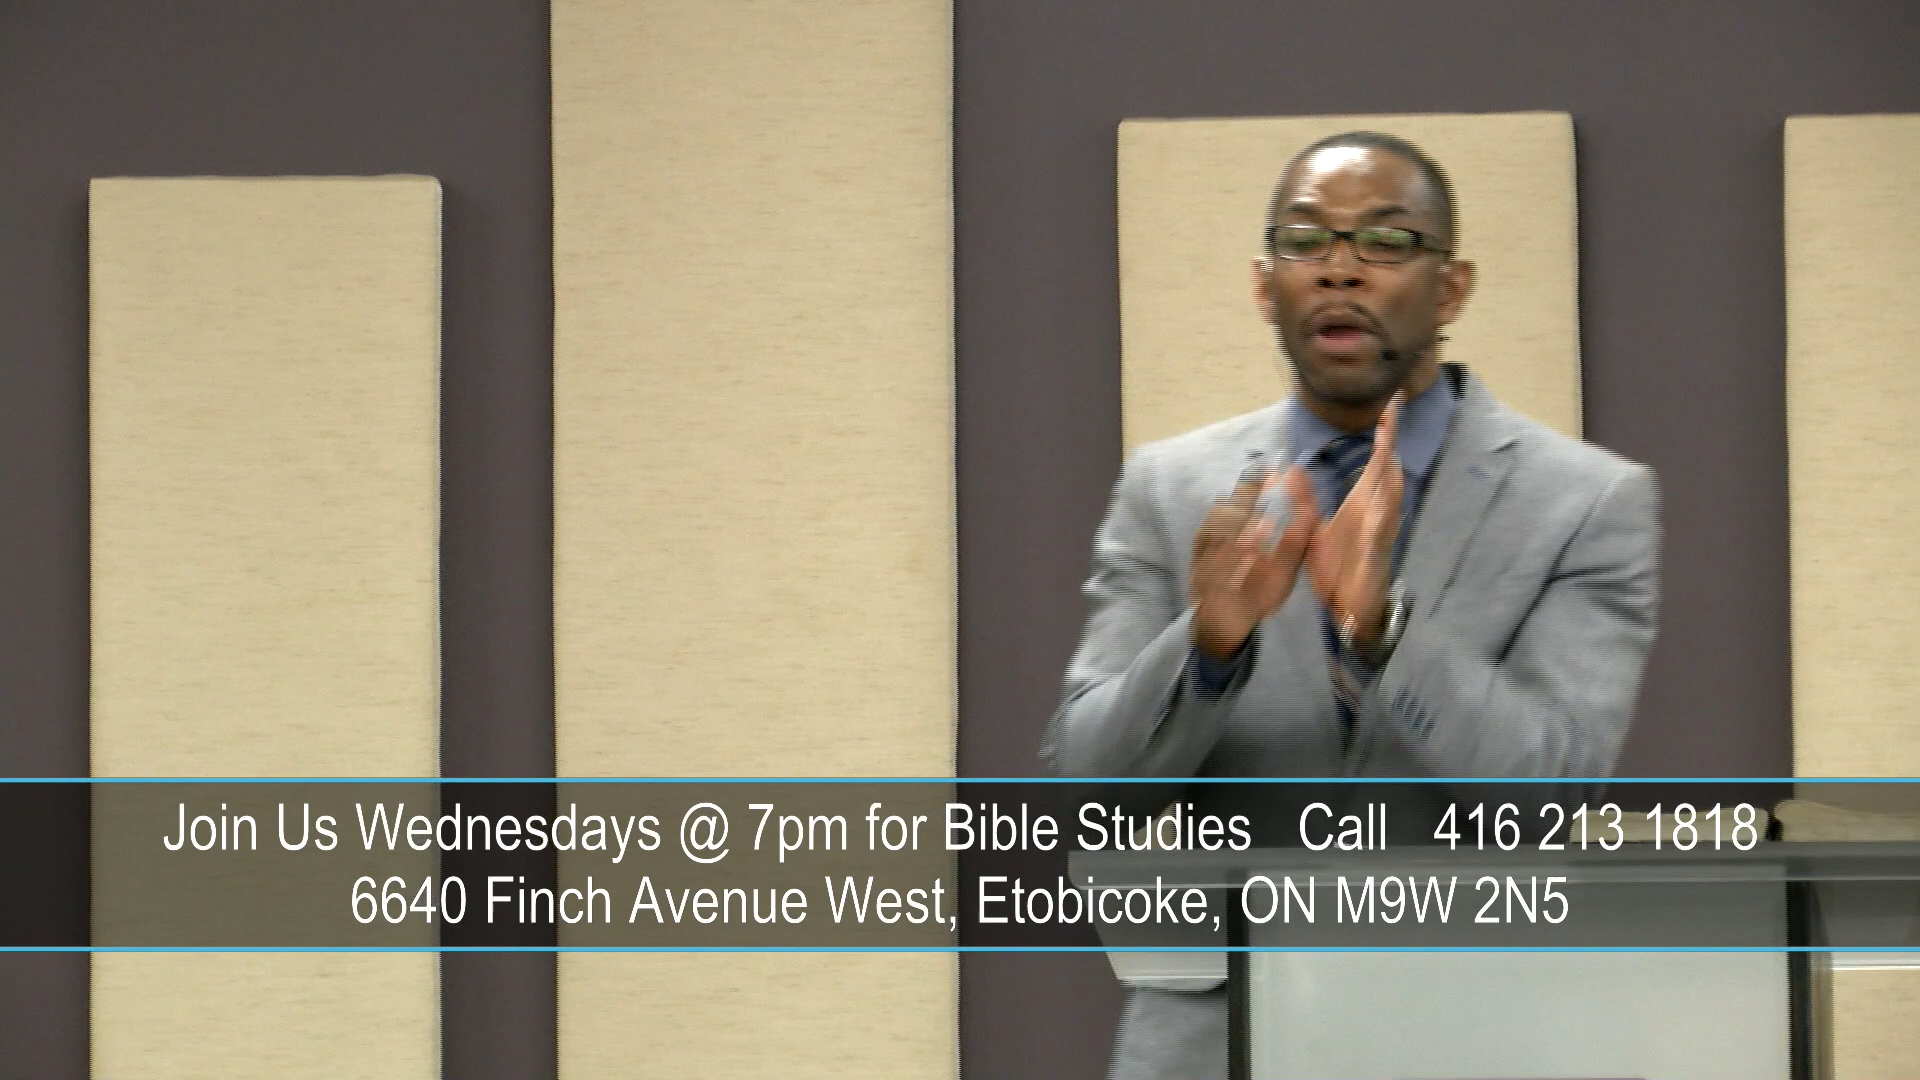 Join Us Wednesdays @ 7pm for Bible Studies   Call   416 213 1818
6640 Finch Avenue West, Etobicoke, ON M9W 2N5